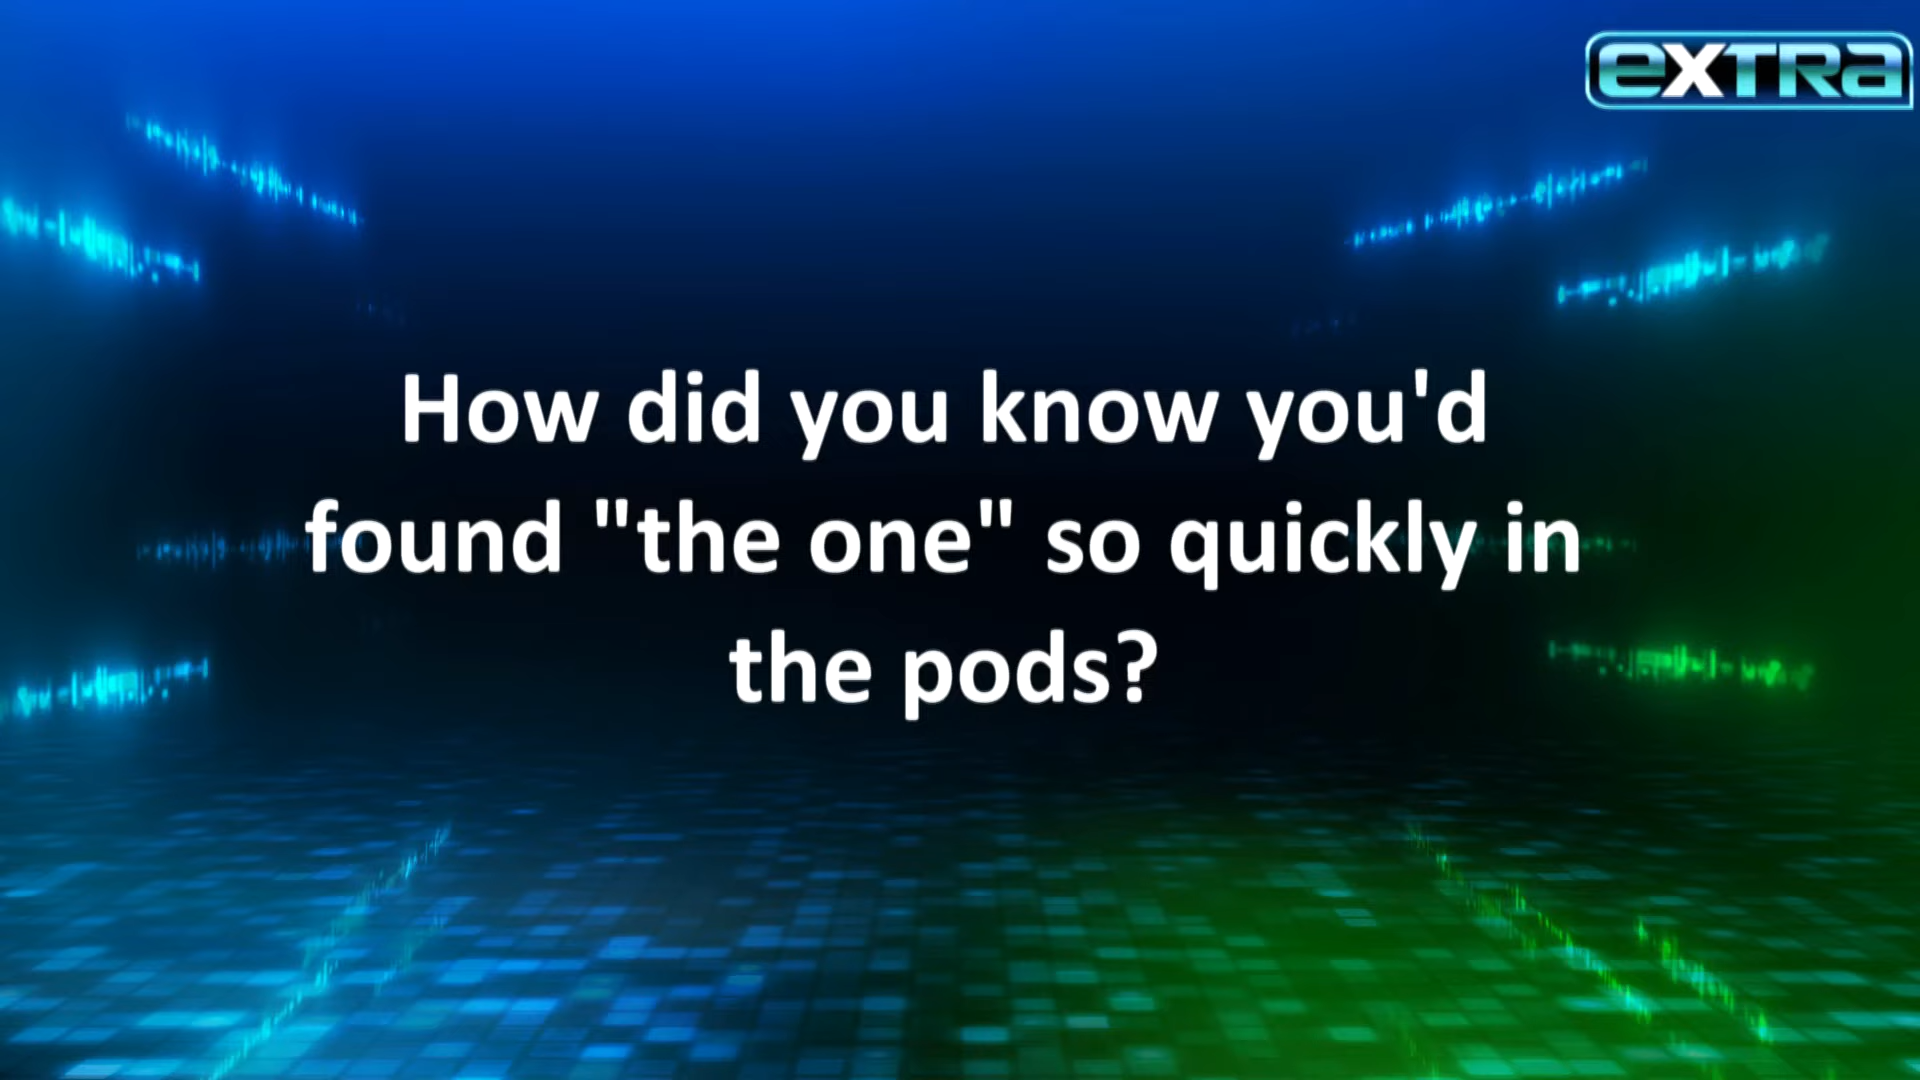 eXTRa
How did you know you'd
found "the one" so quickly in
the pods?